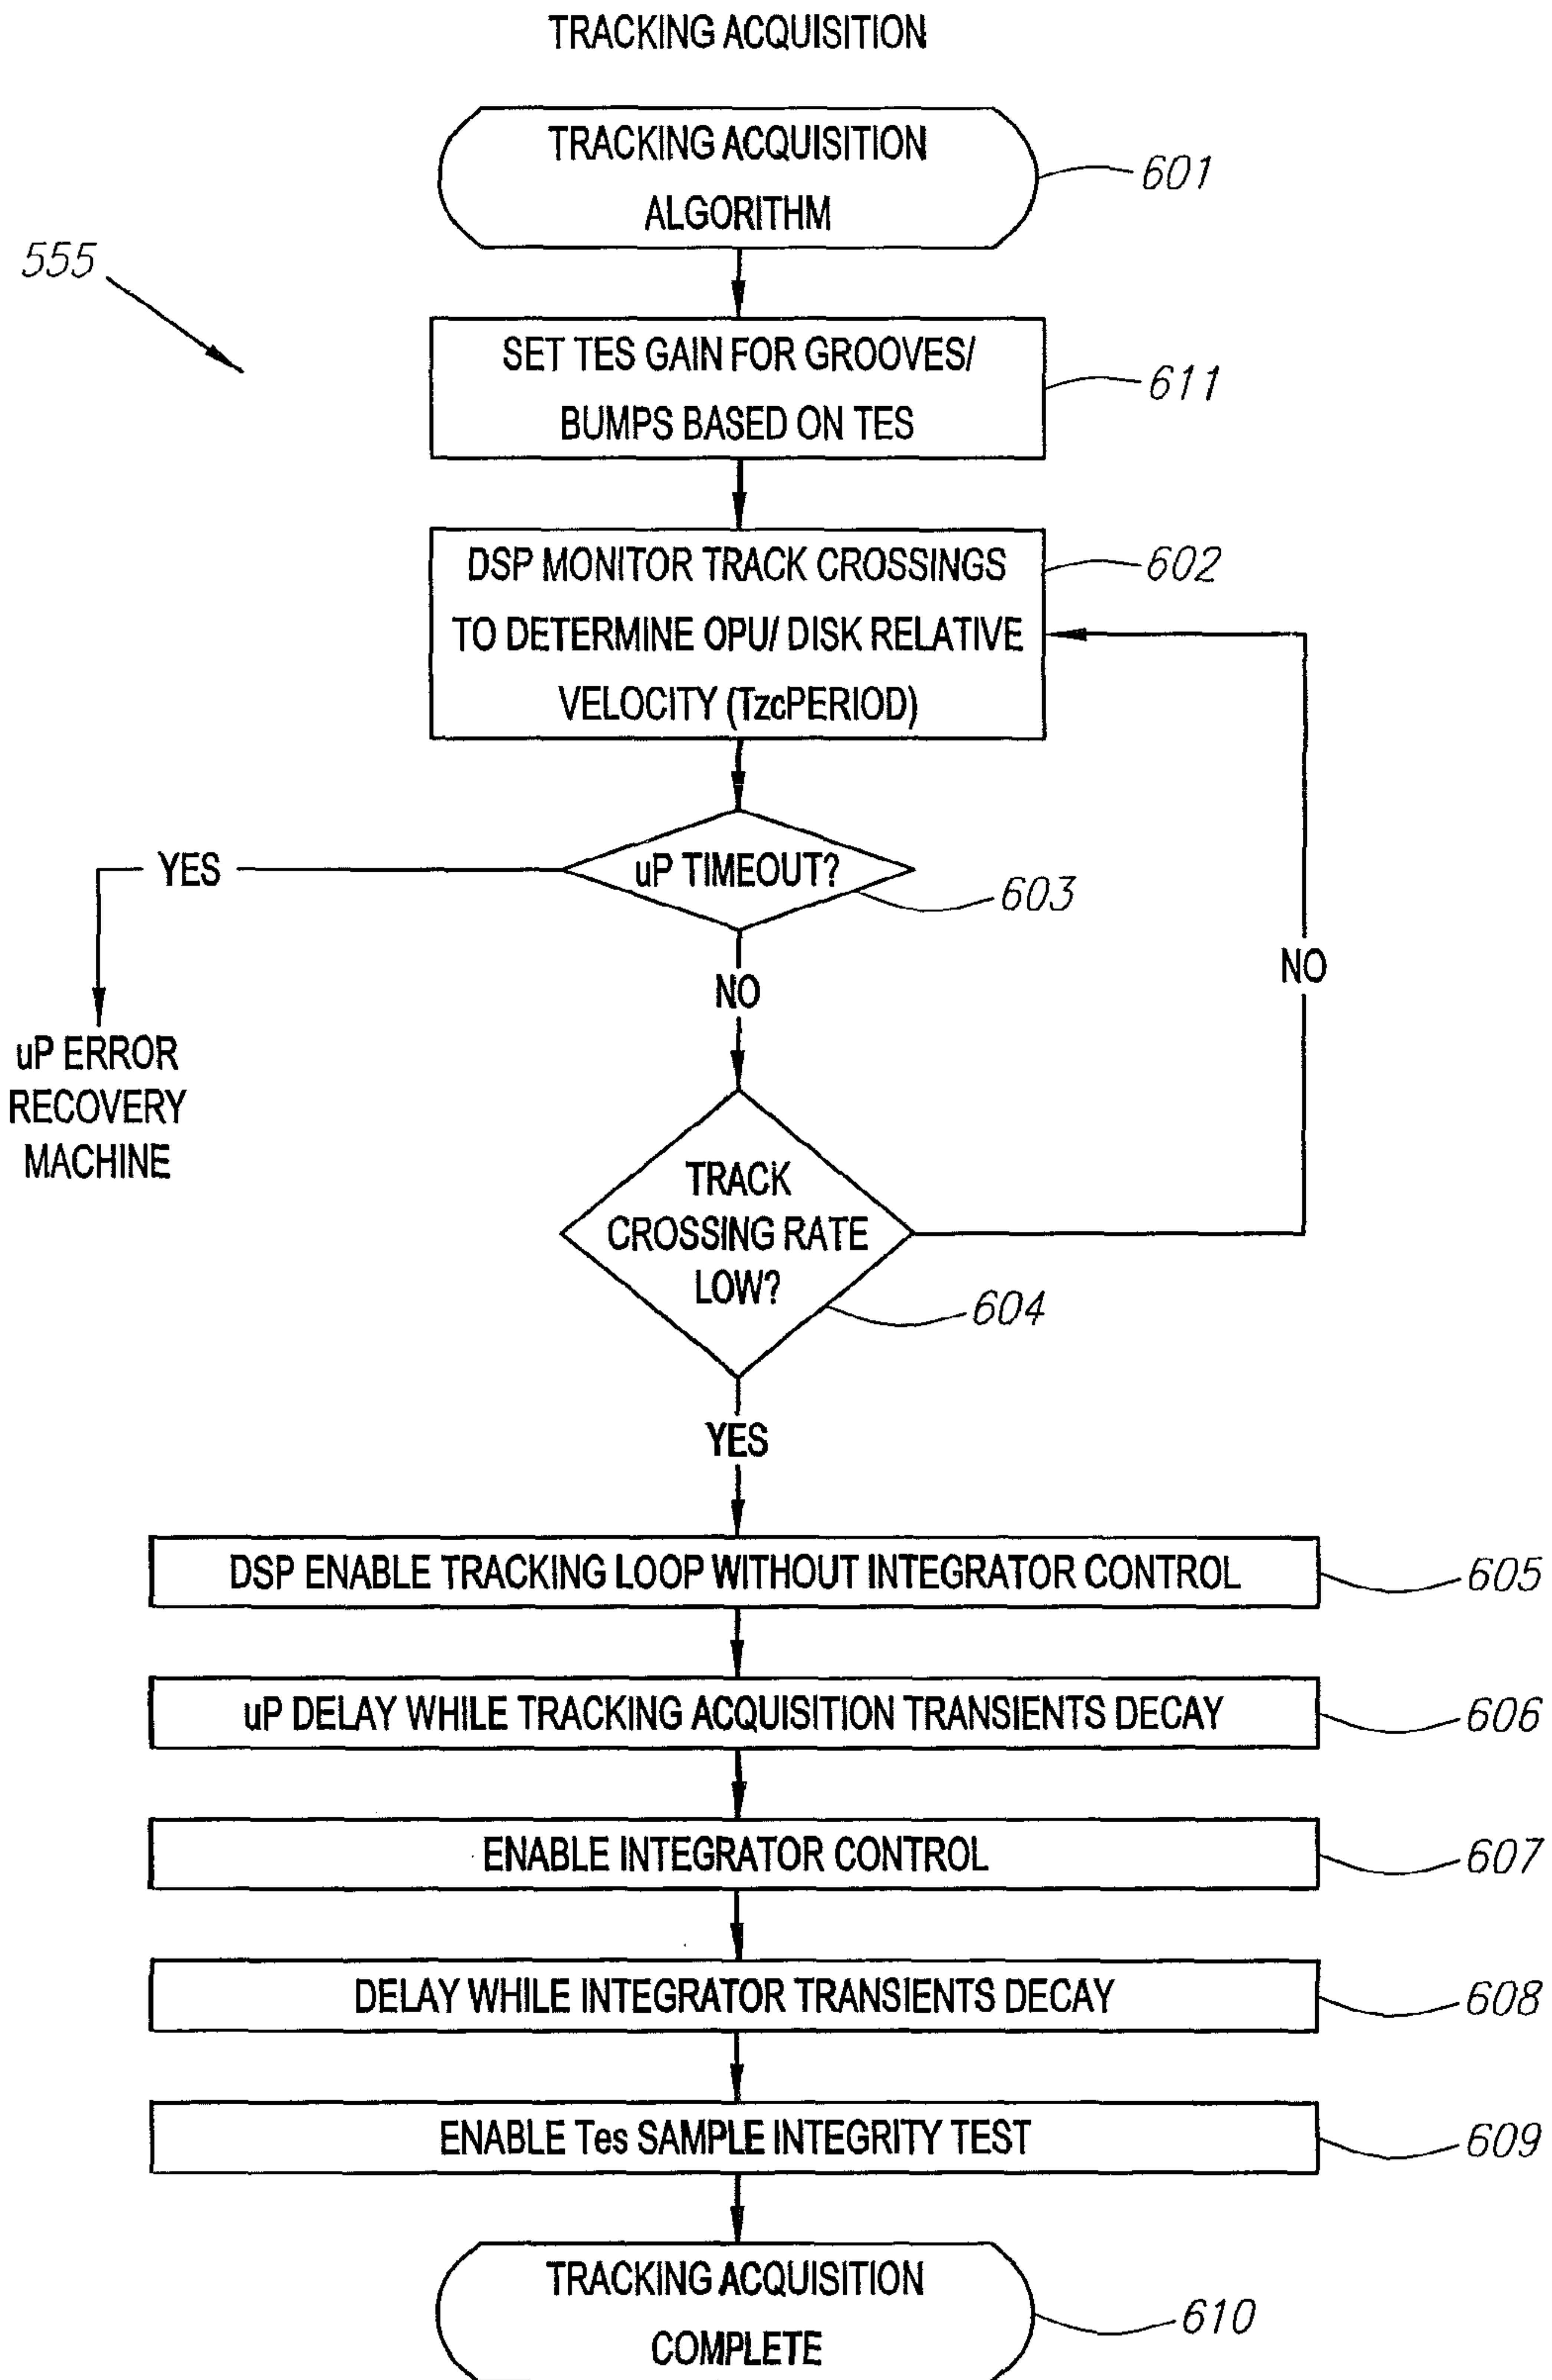 TRACKING ACQUISITION
TRACKING ACQUISITION
ALGORITHM
601
555
SET TES GAIN FOR GROOVES/
BUMPS BASED ON TES
611
DSP MONITOR TRACK CROSSINGS
TO DETERMINE OPU/ DISK RELATIVE
VELOCITY (TzcPERIOD)
602
YES
uP TIMEOUT?
603
NO
NO
uP ERROR
RECOVERY
MACHINE
TRACK
CROSSING RATE
LOW?
604
YES
DSP ENABLE TRACKING LOOP WITHOUT INTEGRATOR CONTROL
605
uP DELAY WHILE TRACKING ACQUISITION TRANSIENTS DECAY
606
ENABLE INTEGRATOR CONTROL
607
DELAY WHILE INTEGRATOR TRANSIENTS DECAY
608
ENABLE Tes SAMPLE INTEGRITY TEST
609
TRACKING ACQUISITION
COMPLETE
610